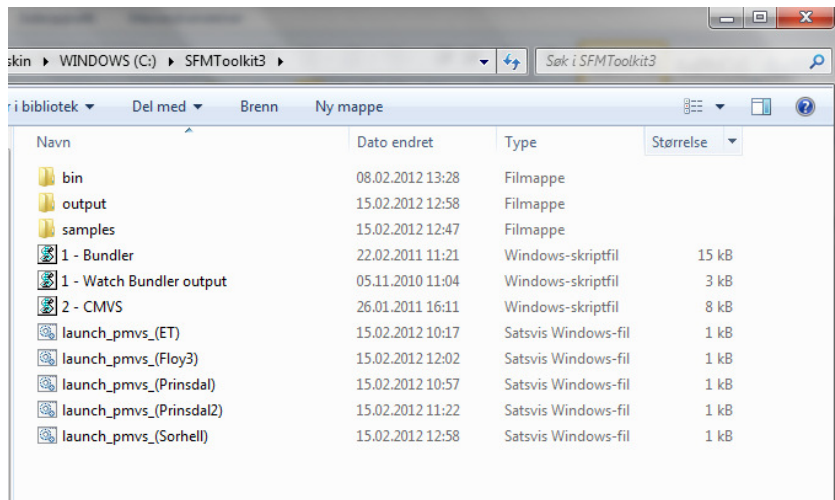 skin ▸ WINDOWS (C:) ▸ SFMToolkit3 ▸ Søk i SFMToolkit3
r i bibliotek Del med Brenn Ny mappe
Navn Dato endret Type Størrelse
bin 08.02.2012 13:28 Filmappe
output 15.02.2012 12:58 Filmappe
samples 15.02.2012 12:47 Filmappe
1 - Bundler 22.02.2011 11:21 Windows-skriptfil 15 kB
1 - Watch Bundler output 05.11.2010 11:04 Windows-skriptfil 3 kB
2 - CMVS 26.01.2011 16:11 Windows-skriptfil 8 kB
launch_pmvs_(ET) 15.02.2012 10:17 Satsvis Windows-fil 1 kB
launch_pmvs_(Floy3) 15.02.2012 12:02 Satsvis Windows-fil 1 kB
launch_pmvs_(Prinsdal) 15.02.2012 10:57 Satsvis Windows-fil 1 kB
launch_pmvs_(Prinsdal2) 15.02.2012 11:22 Satsvis Windows-fil 1 kB
launch_pmvs_(Sorhell) 15.02.2012 12:58 Satsvis Windows-fil 1 kB